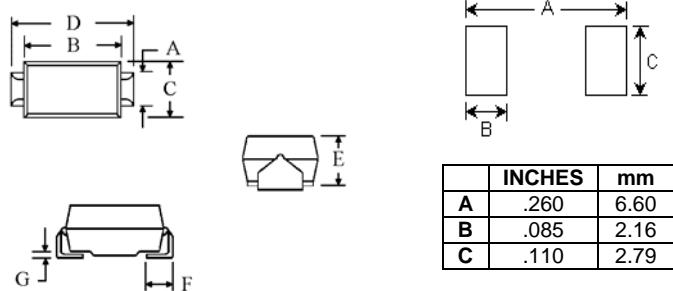 D
B
A
C
E
G
F
A
C
B
INCHES mm
A .260 6.60
B .085 2.16
C .110 2.79